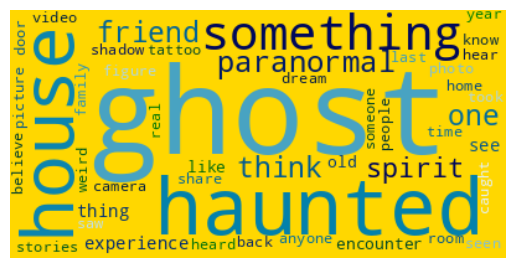 video
door
year
friend
something
shadow
tattoo
know
hear
paranormal
last
photo
picture
family
figure
dream
home
took
house
ghost
real
someone
people
time
one
see
believe
weird
like
share
think
old
spirit
camera
haunted
caught
thing
saw
stories
experience
heard
back
anyone
encounter
room
seen